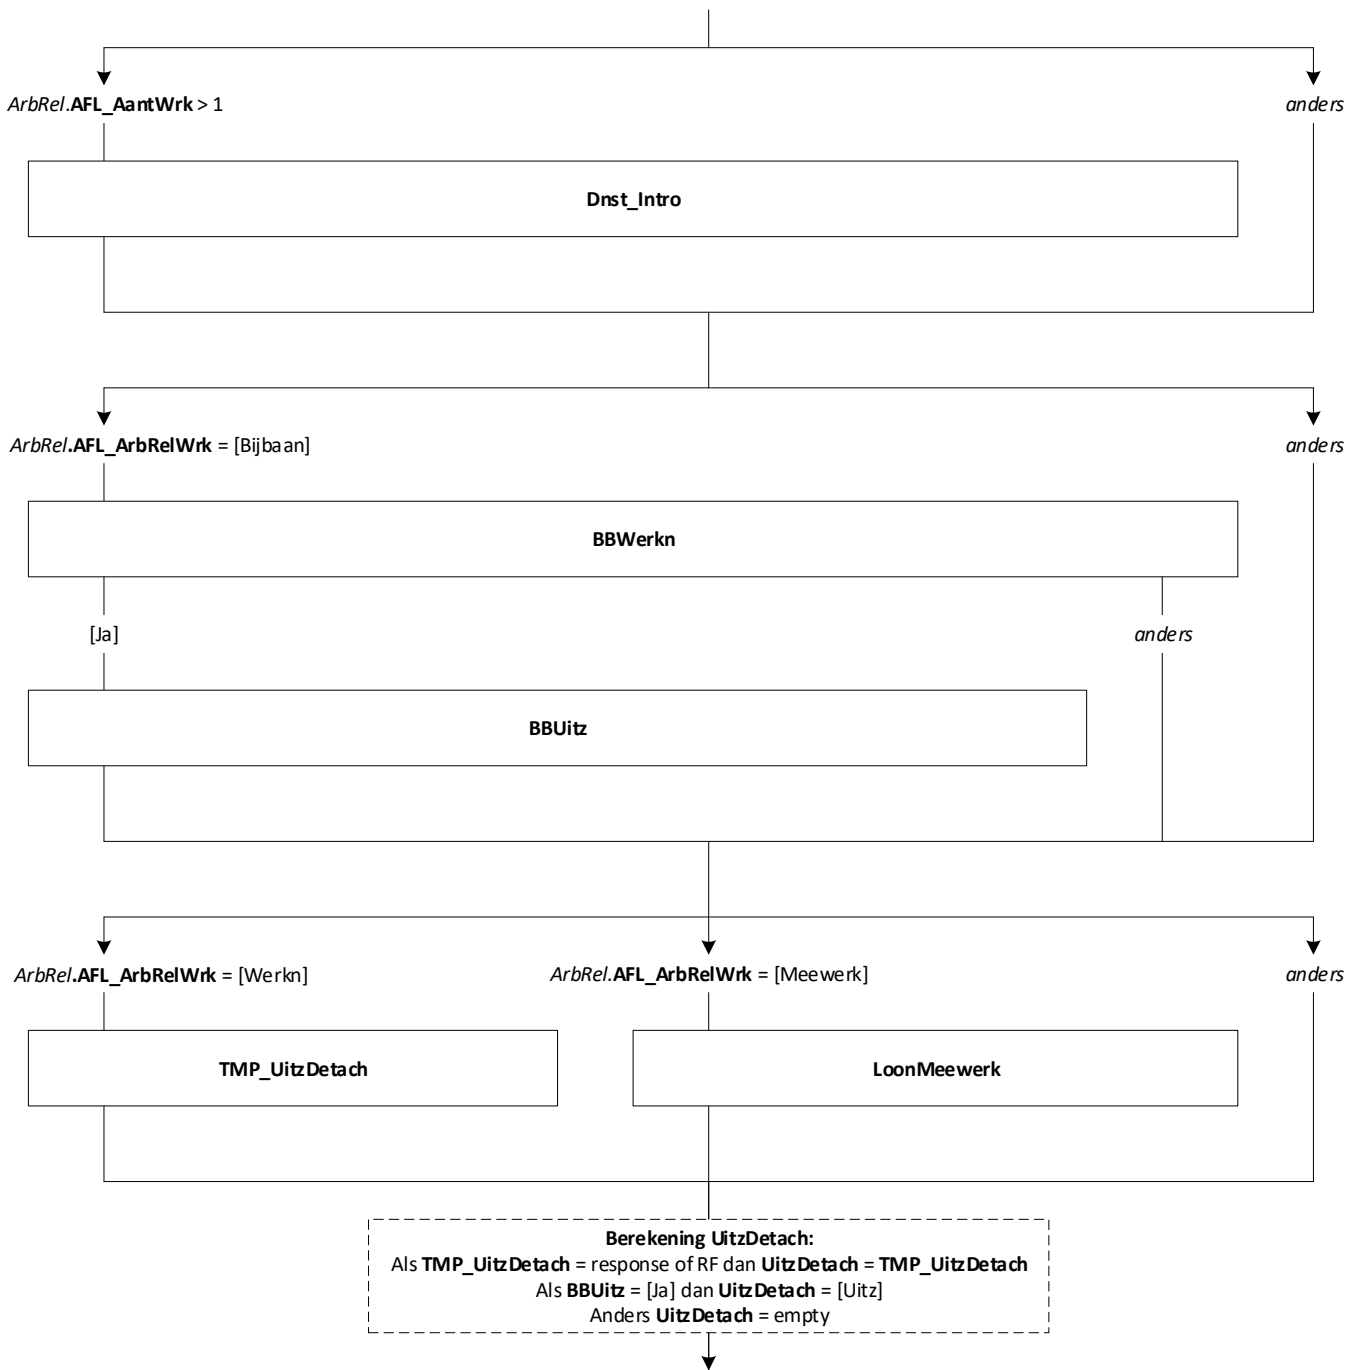 ArbRel.AFL_AantWrk > 1
anders
Dnst_Intro
ArbRel.AFL_ArbRelWrk = [Bijbaan]
anders
BBWerkn
[Ja]
anders
BBUitz
ArbRel.AFL_ArbRelWrk = [Werkn]
ArbRel.AFL_ArbRelWrk = [Meewerk]
anders
TMP_UitzDetach
LoonMeewerk
Berekening UitzDetach:
Als TMP_UitzDetach = response of RF dan UitzDetach = TMP_UitzDetach
Als BBUitz = [Ja] dan UitzDetach = [Uitz]
Anders UitzDetach = empty